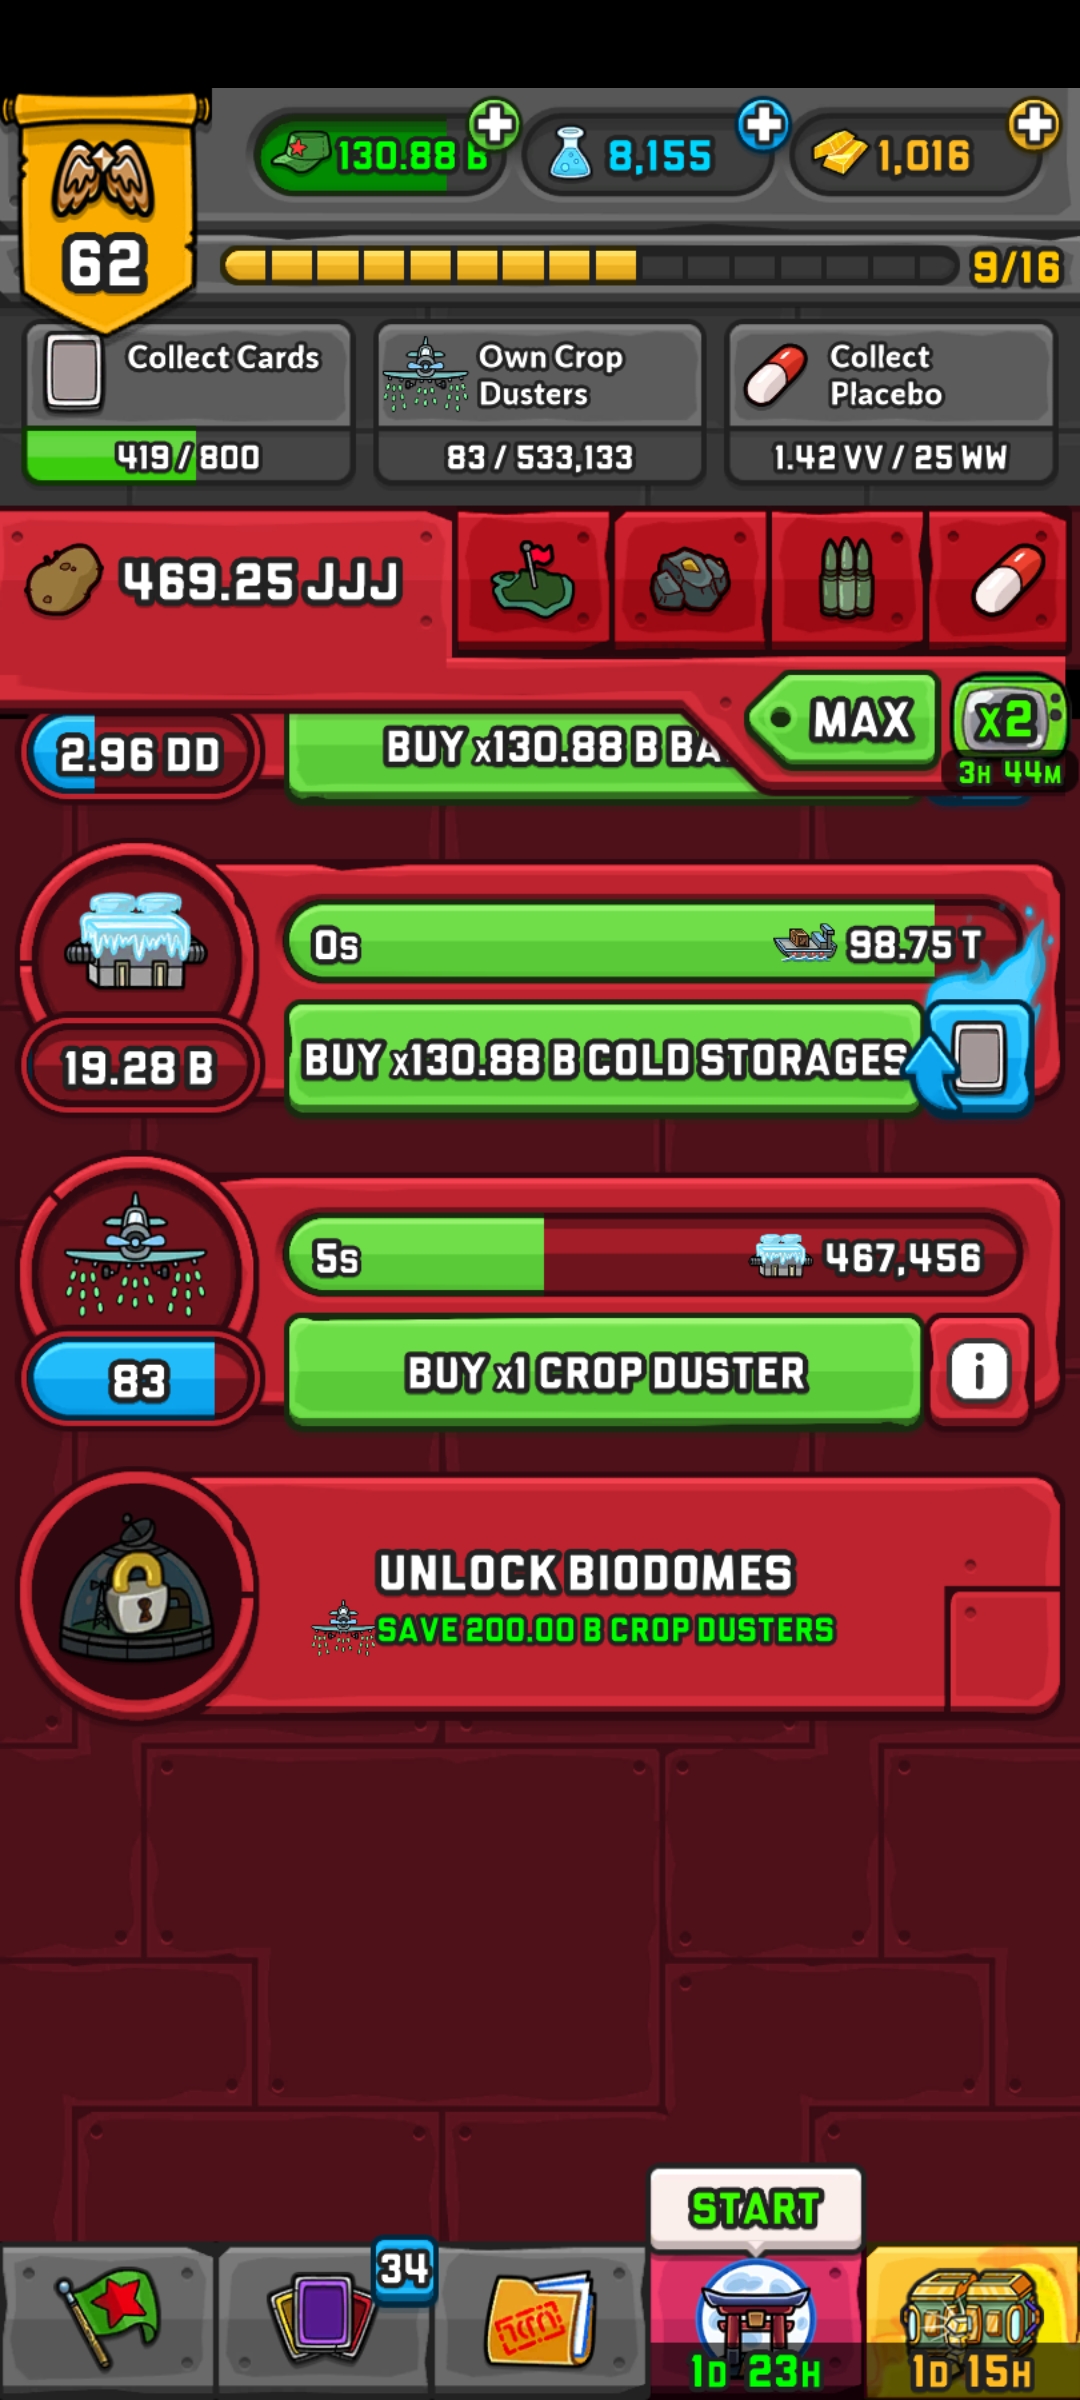 62
130.88 B
8,155
1,016
9/16
Collect Cards
419 / 800
Own Crop
Dusters
83 / 533,133
Collect
Placebo
1.42 VV / 25 WW
469.25 JJJ
MAX
x2
3H 44M
2.96 DD
BUY x130.88 B
0s
98.75 T
19.28 B
BUY x130.88 B COLD STORAGES
5s
467,456
83
BUY x1 CROP DUSTER
i
UNLOCK BIODOMES
SAVE 200.00 B CROP DUSTERS
START
34
1D 23H
1D 15H